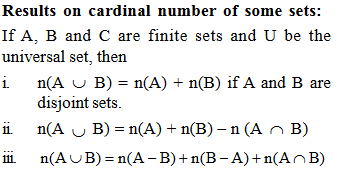 Results on cardinal number of some sets:
If A, B and C are finite sets and U be the
universal set, then
i. n(A ∪ B) = n(A) + n(B) if A and B are
disjoint sets.
ii. n(A ∪ B) = n(A) + n(B) – n (A ∩ B)
iii. n(A∪B) = n(A – B) + n(B – A) + n(A∩B)